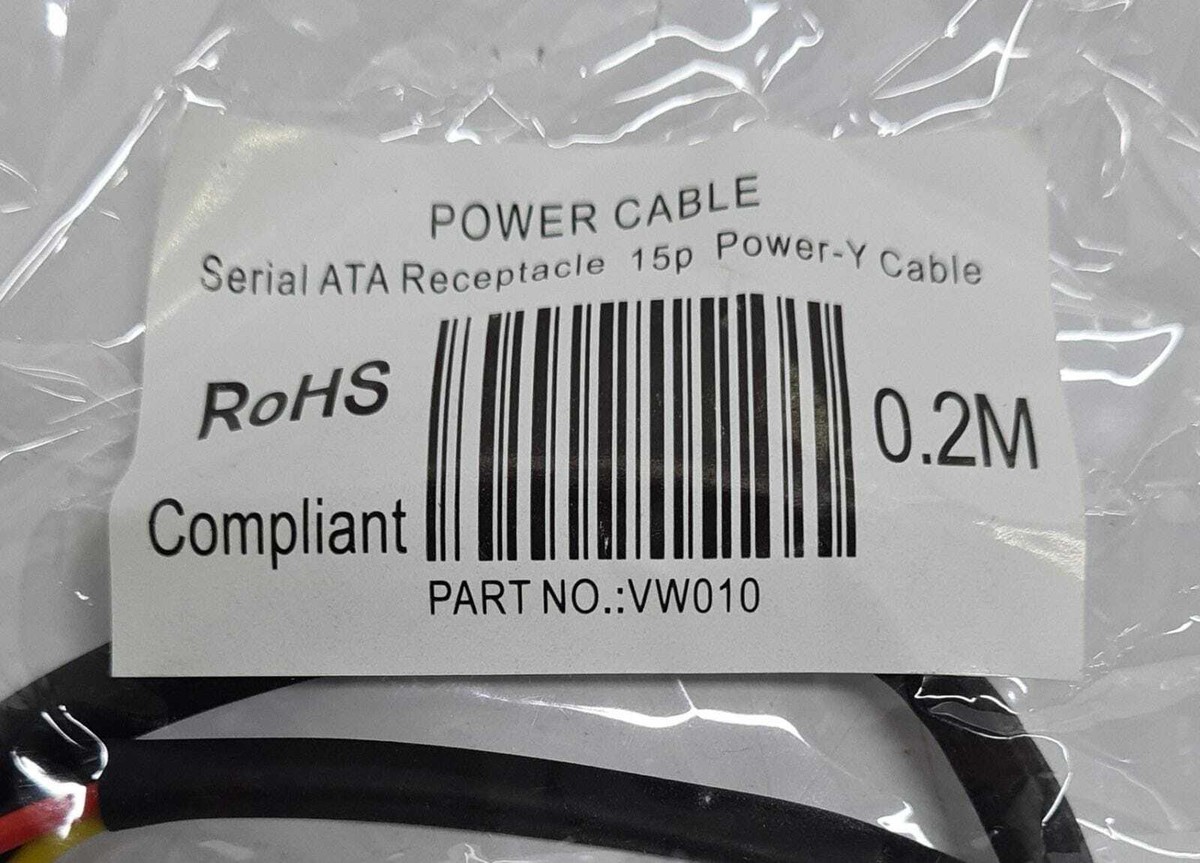 POWER CABLE
Serial ATA Receptacle 15p Power-Y Cable
RoHS
Compliant
0.2M
PART NO.:VW010